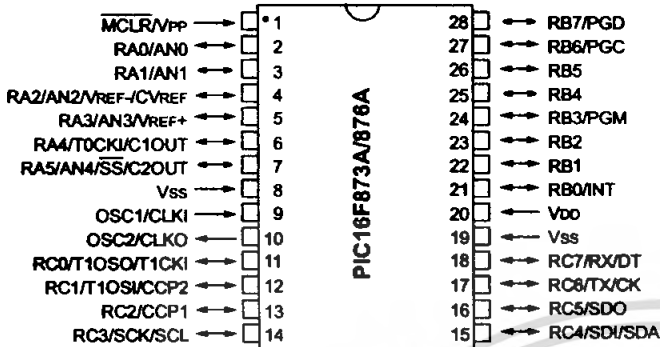 MCLR/VPP 1 28 RB7/PGD
RA0/AN0 2 27 RB6/PGC
RA1/AN1 3 26 RB5
RA2/AN2/VREF-/CVREF 4 25 RB4
RA3/AN3/VREF+ 5 24 RB3/PGM
RA4/T0CKI/C1OUT 6 23 RB2
RA5/AN4/SS/C2OUT 7 22 RB1
VSS 8 21 RB0/INT
OSC1/CLKI 9 20 VDD
OSC2/CLKO 10 19 VSS
RC0/T1OSO/T1CKI 11 18 RC7/RX/DT
RC1/T1OSI/CCP2 12 17 RC6/TX/CK
RC2/CCP1 13 16 RC5/SDO
RC3/SCK/SCL 14 15 RC4/SDI/SDA
PIC16F873A/876A